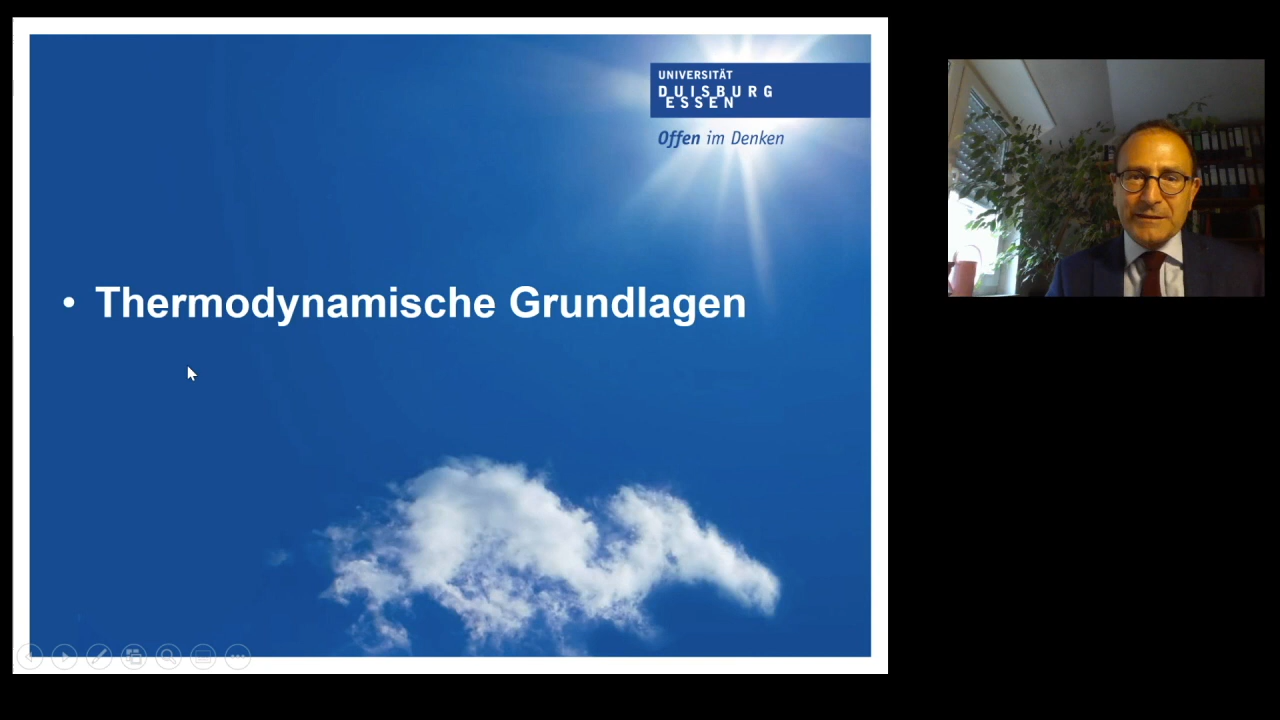 UNIVERSITÄT
DUISBURG
ESSEN
Offen im Denken
• Thermodynamische Grundlagen